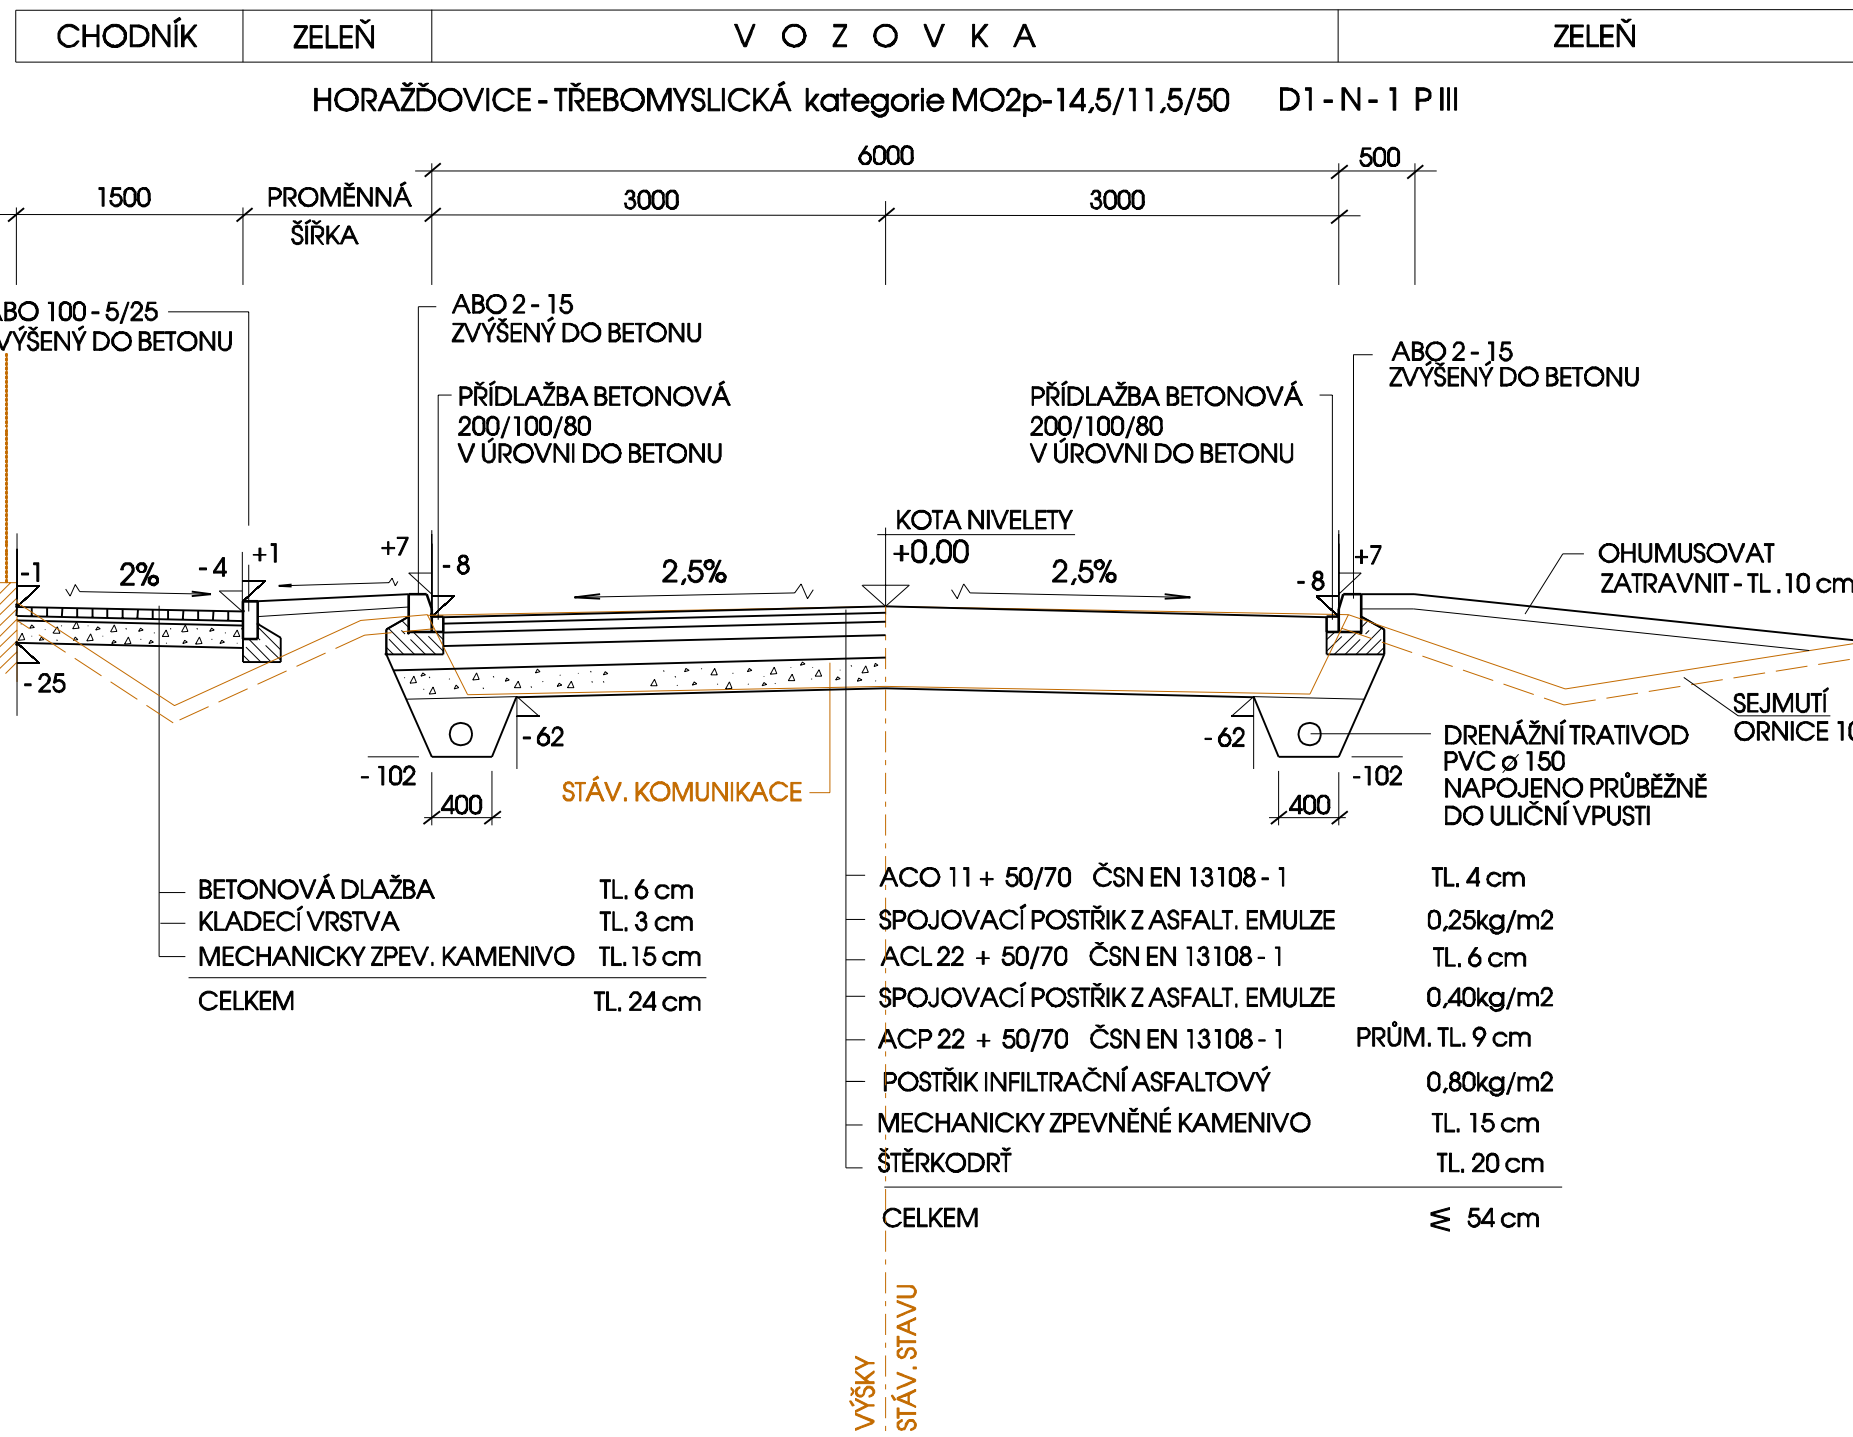 CHODNÍK ZELEŇ VOZOVKA ZELEŇ
HORAŽĎOVICE - TŘEBOMYSLICKÁ kategorie MO2p-14,5/11,5/50 D1 - N - 1 P III
6000 500
1500 PROMĚNNÁ 3000 3000
ŠÍŘKA
ABO 100 - 5/25
ZVÝŠENÝ DO BETONU
ABO 2 - 15
ZVÝŠENÝ DO BETONU
ABO 2 - 15
ZVÝŠENÝ DO BETONU
PŘÍDLAŽBA BETONOVÁ
200/100/80
V ÚROVNI DO BETONU
PŘÍDLAŽBA BETONOVÁ
200/100/80
V ÚROVNI DO BETONU
KOTA NIVELETY
+0,00
-1 2% - 4 +1 +7 - 8 2,5% 2,5% - 8 +7
OHUMUSOVAT
ZATRAVNIT - TL. 10 cm
- 25
- 62 - 62
- 102 -102
400 400
SEJMUTÍ
ORNICE 10
DRENÁŽNÍ TRATIVOD
PVC ø 150
NAPOJENO PRŮBĚŽNĚ
DO ULIČNÍ VPUSTI
STÁV. KOMUNIKACE
BETONOVÁ DLAŽBA TL. 6 cm
KLADECÍ VRSTVA TL. 3 cm
MECHANICKY ZPEV. KAMENIVO TL. 15 cm
CELKEM TL. 24 cm
ACO 11 + 50/70 ČSN EN 13108 - 1 TL. 4 cm
SPOJOVACÍ POSTŘIK Z ASFALT. EMULZE 0,25kg/m2
ACL 22 + 50/70 ČSN EN 13108 - 1 TL. 6 cm
SPOJOVACÍ POSTŘIK Z ASFALT. EMULZE 0,40kg/m2
ACP 22 + 50/70 ČSN EN 13108 - 1 PRŮM. TL. 9 cm
POSTŘIK INFILTRAČNÍ ASFALTOVÝ 0,80kg/m2
MECHANICKY ZPEVNĚNÉ KAMENIVO TL. 15 cm
ŠTĚRKODRŤ TL. 20 cm
CELKEM ≶ 54 cm
VÝŠKY
STÁV. STAVU